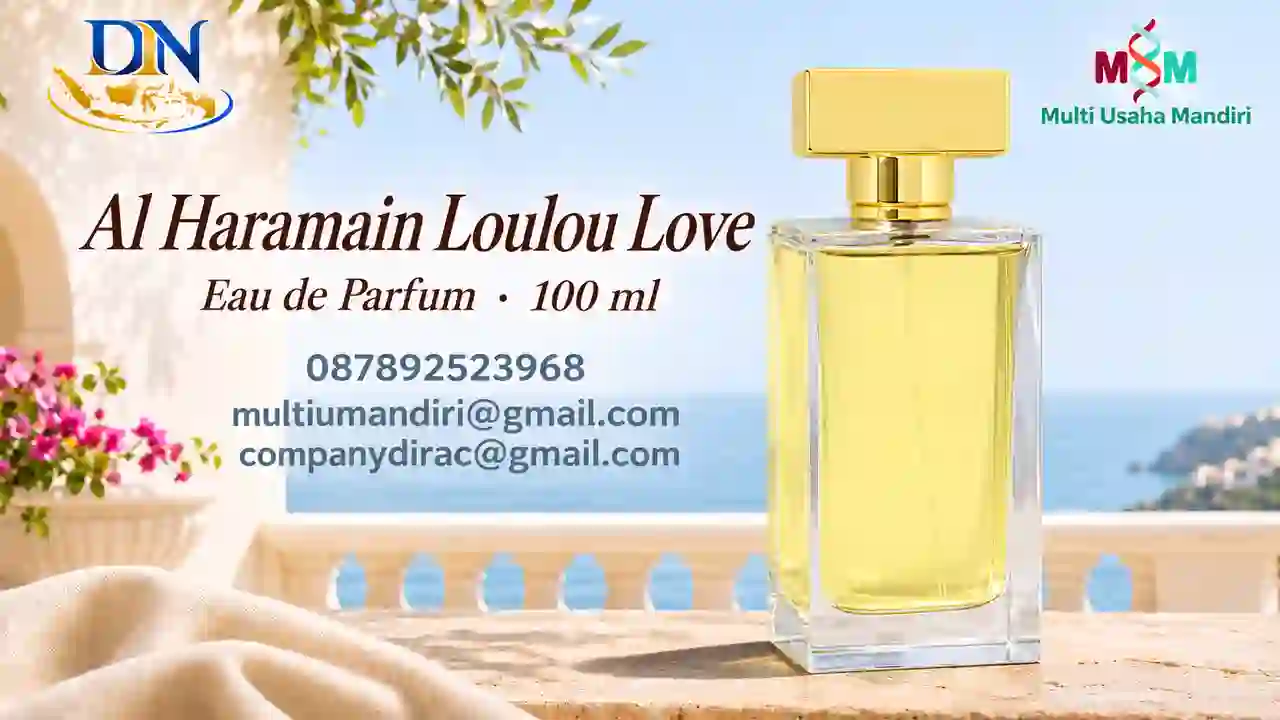 DN
MSM
Multi Usaha Mandiri
Al Haramain Loulou Love
Eau de Parfum · 100 ml
087892523968
multiumandiri@gmail.com
companydirac@gmail.com